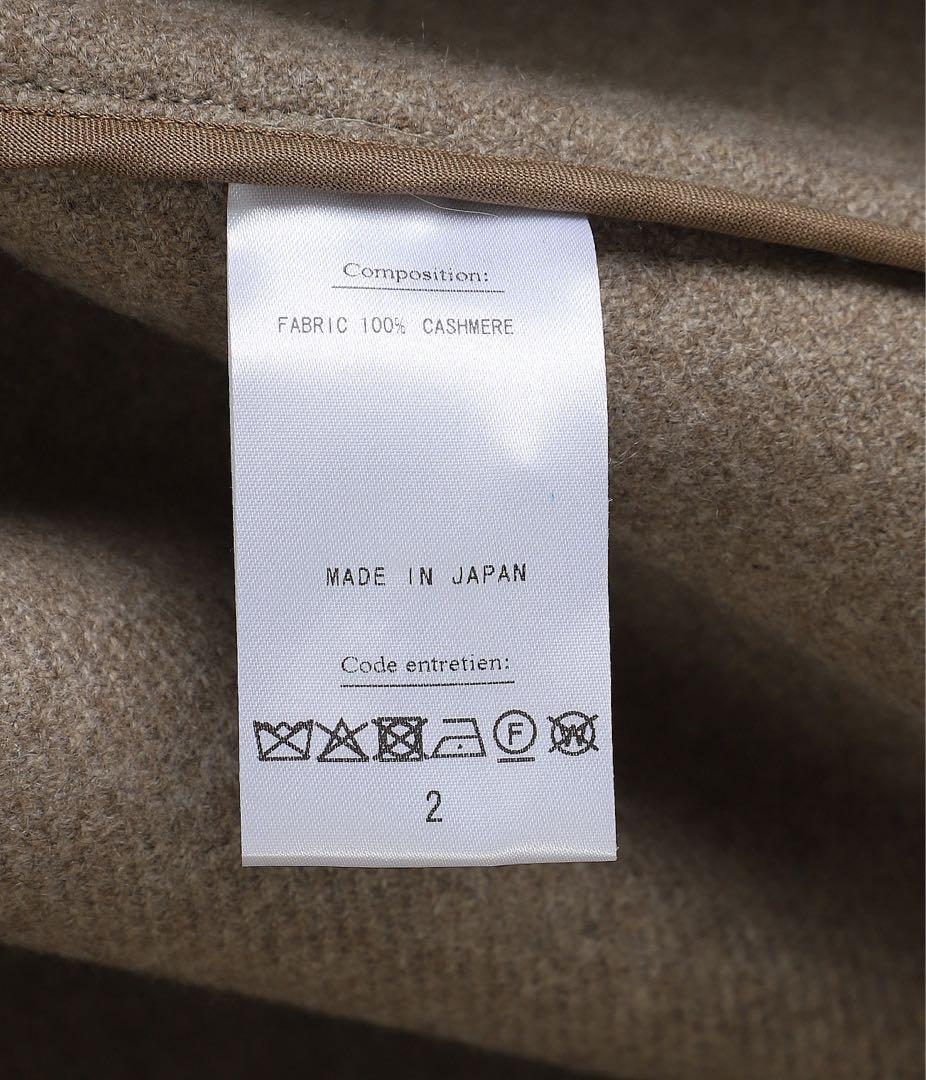 Composition:
FABRIC 100% CASHMERE
MADE IN JAPAN
Code entretien:
F W
2